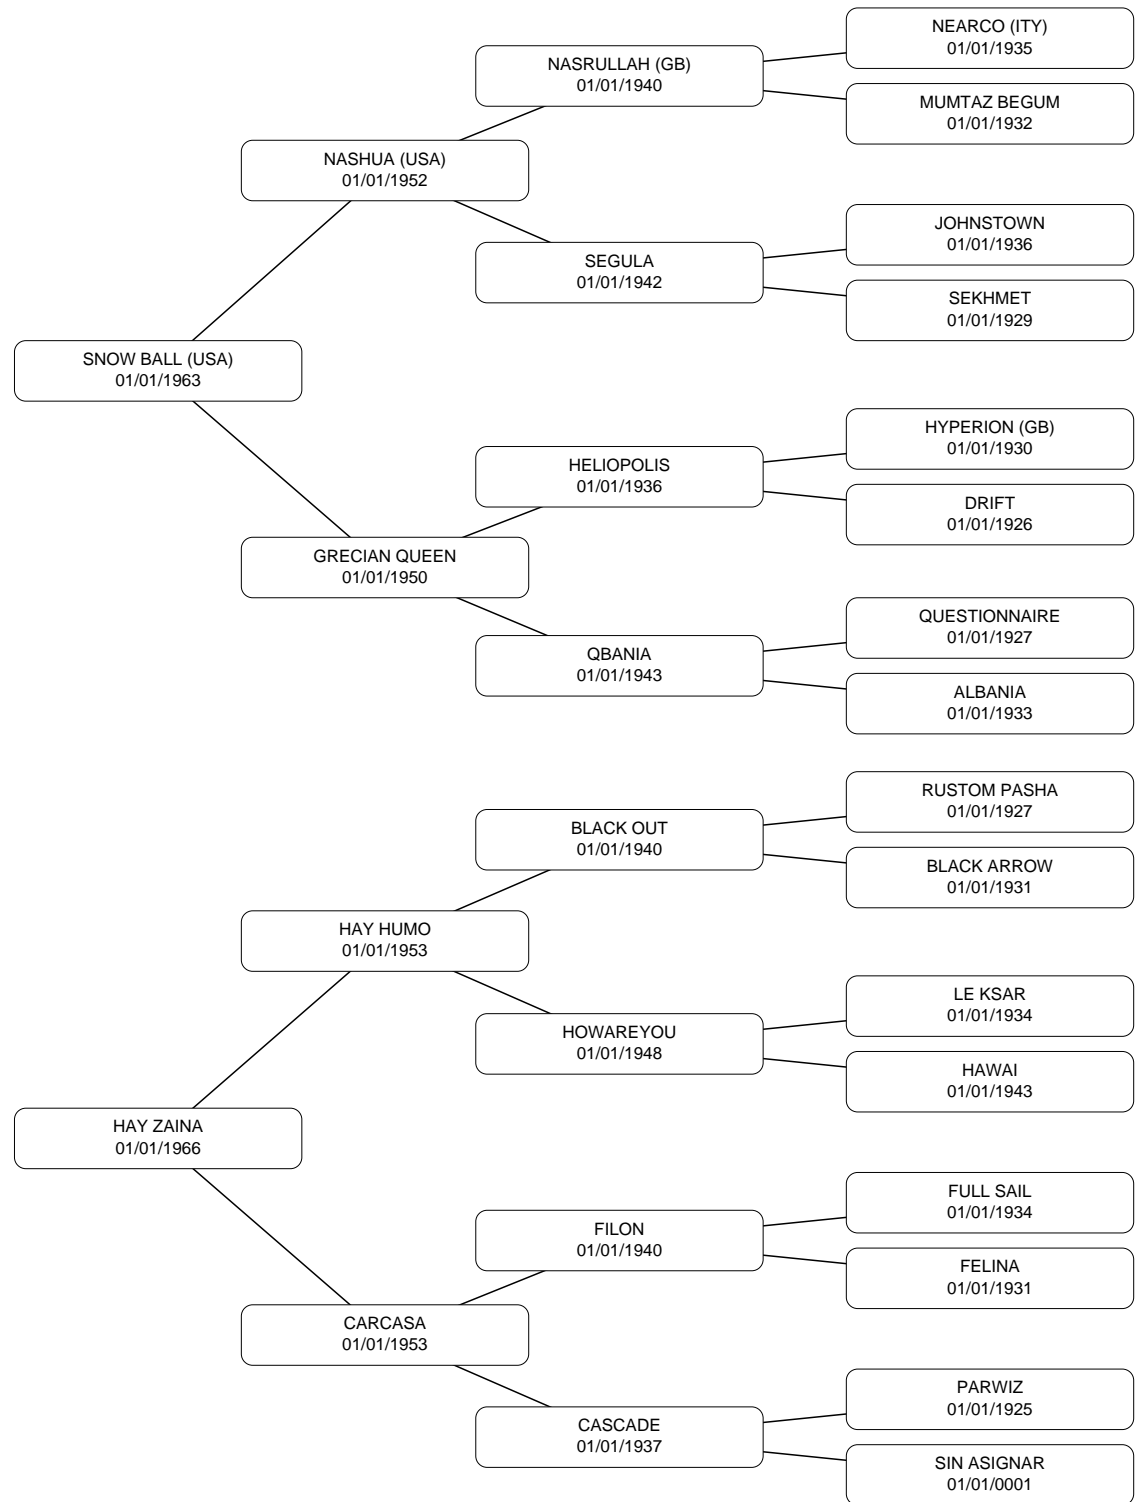 NEARCO (ITY)
01/01/1935
NASRULLAH (GB)
01/01/1940
MUMTAZ BEGUM
01/01/1932
NASHUA (USA)
01/01/1952
JOHNSTOWN
01/01/1936
SEGULA
01/01/1942
SEKHMET
01/01/1929
SNOW BALL (USA)
01/01/1963
HYPERION (GB)
01/01/1930
HELIOPOLIS
01/01/1936
DRIFT
01/01/1926
GRECIAN QUEEN
01/01/1950
QUESTIONNAIRE
01/01/1927
QBANIA
01/01/1943
ALBANIA
01/01/1933
RUSTOM PASHA
01/01/1927
BLACK OUT
01/01/1940
BLACK ARROW
01/01/1931
HAY HUMO
01/01/1953
LE KSAR
01/01/1934
HOWAREYOU
01/01/1948
HAWAI
01/01/1943
HAY ZAINA
01/01/1966
FULL SAIL
01/01/1934
FILON
01/01/1940
FELINA
01/01/1931
CARCASA
01/01/1953
PARWIZ
01/01/1925
CASCADE
01/01/1937
SIN ASIGNAR
01/01/0001